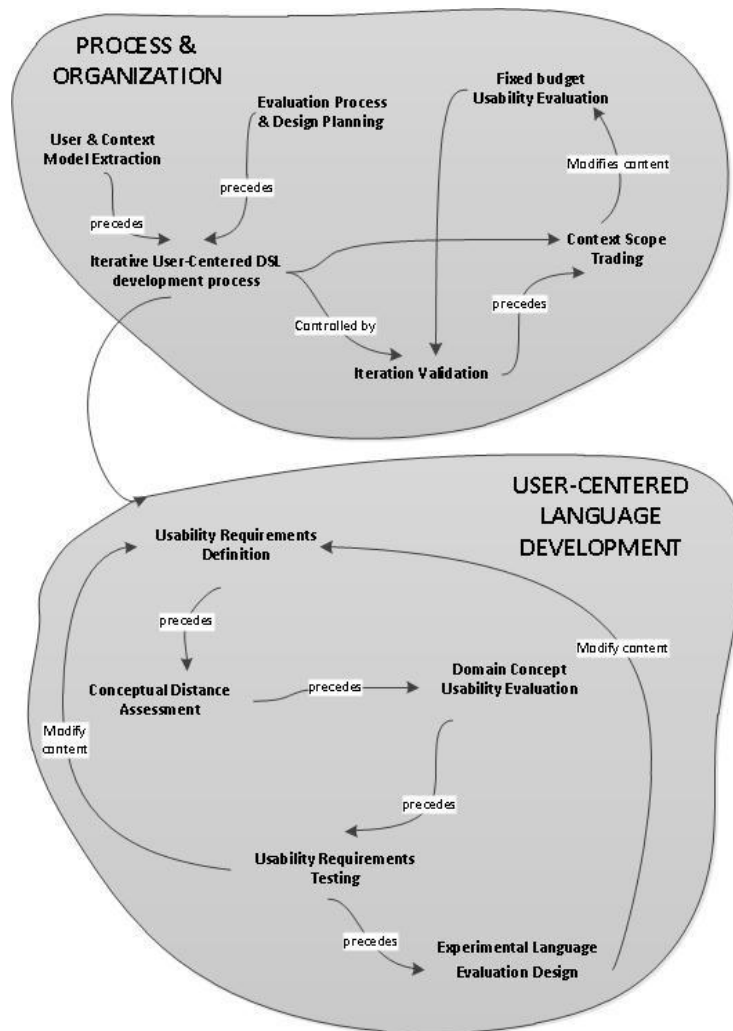 PROCESS &
ORGANIZATION
Fixed budget
Usability Evaluation
Evaluation Process
& Design Planning
User & Context
Model Extraction
Modifies content
precedes
precedes
Context Scope
Trading
Iterative User-Centered DSL
development process
precedes
Controlled by
Iteration Validation
USER-CENTERED
LANGUAGE
DEVELOPMENT
Usability Requirements
Definition
precedes
Modify content
Domain Concept
Usability Evaluation
precedes
Conceptual Distance
Assessment
Modify
content
precedes
Usability Requirements
Testing
precedes
Experimental Language
Evaluation Design